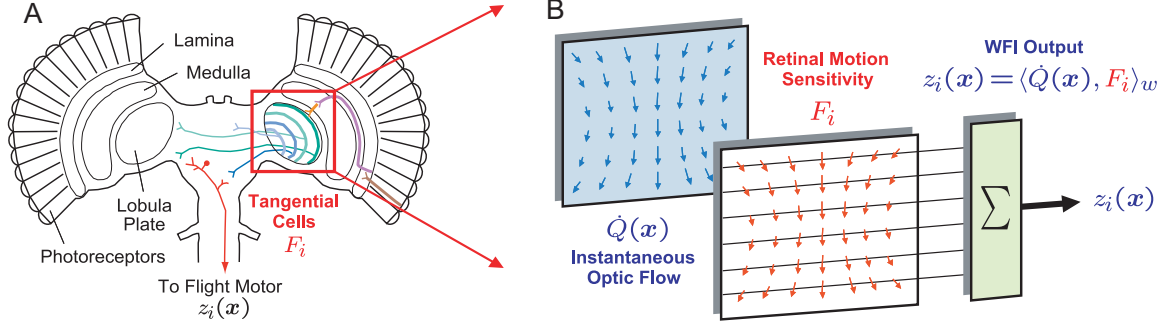 A
Lamina
Medulla
Lobula
Plate
Photoreceptors
Tangential
Cells
F_i
To Flight Motor
z_i(x)
B
Retinal Motion
Sensitivity
F_i
Q̇(x)
Instantaneous
Optic Flow
WFI Output
z_i(x) = ⟨Q̇(x), F_i⟩_w
Σ
z_i(x)